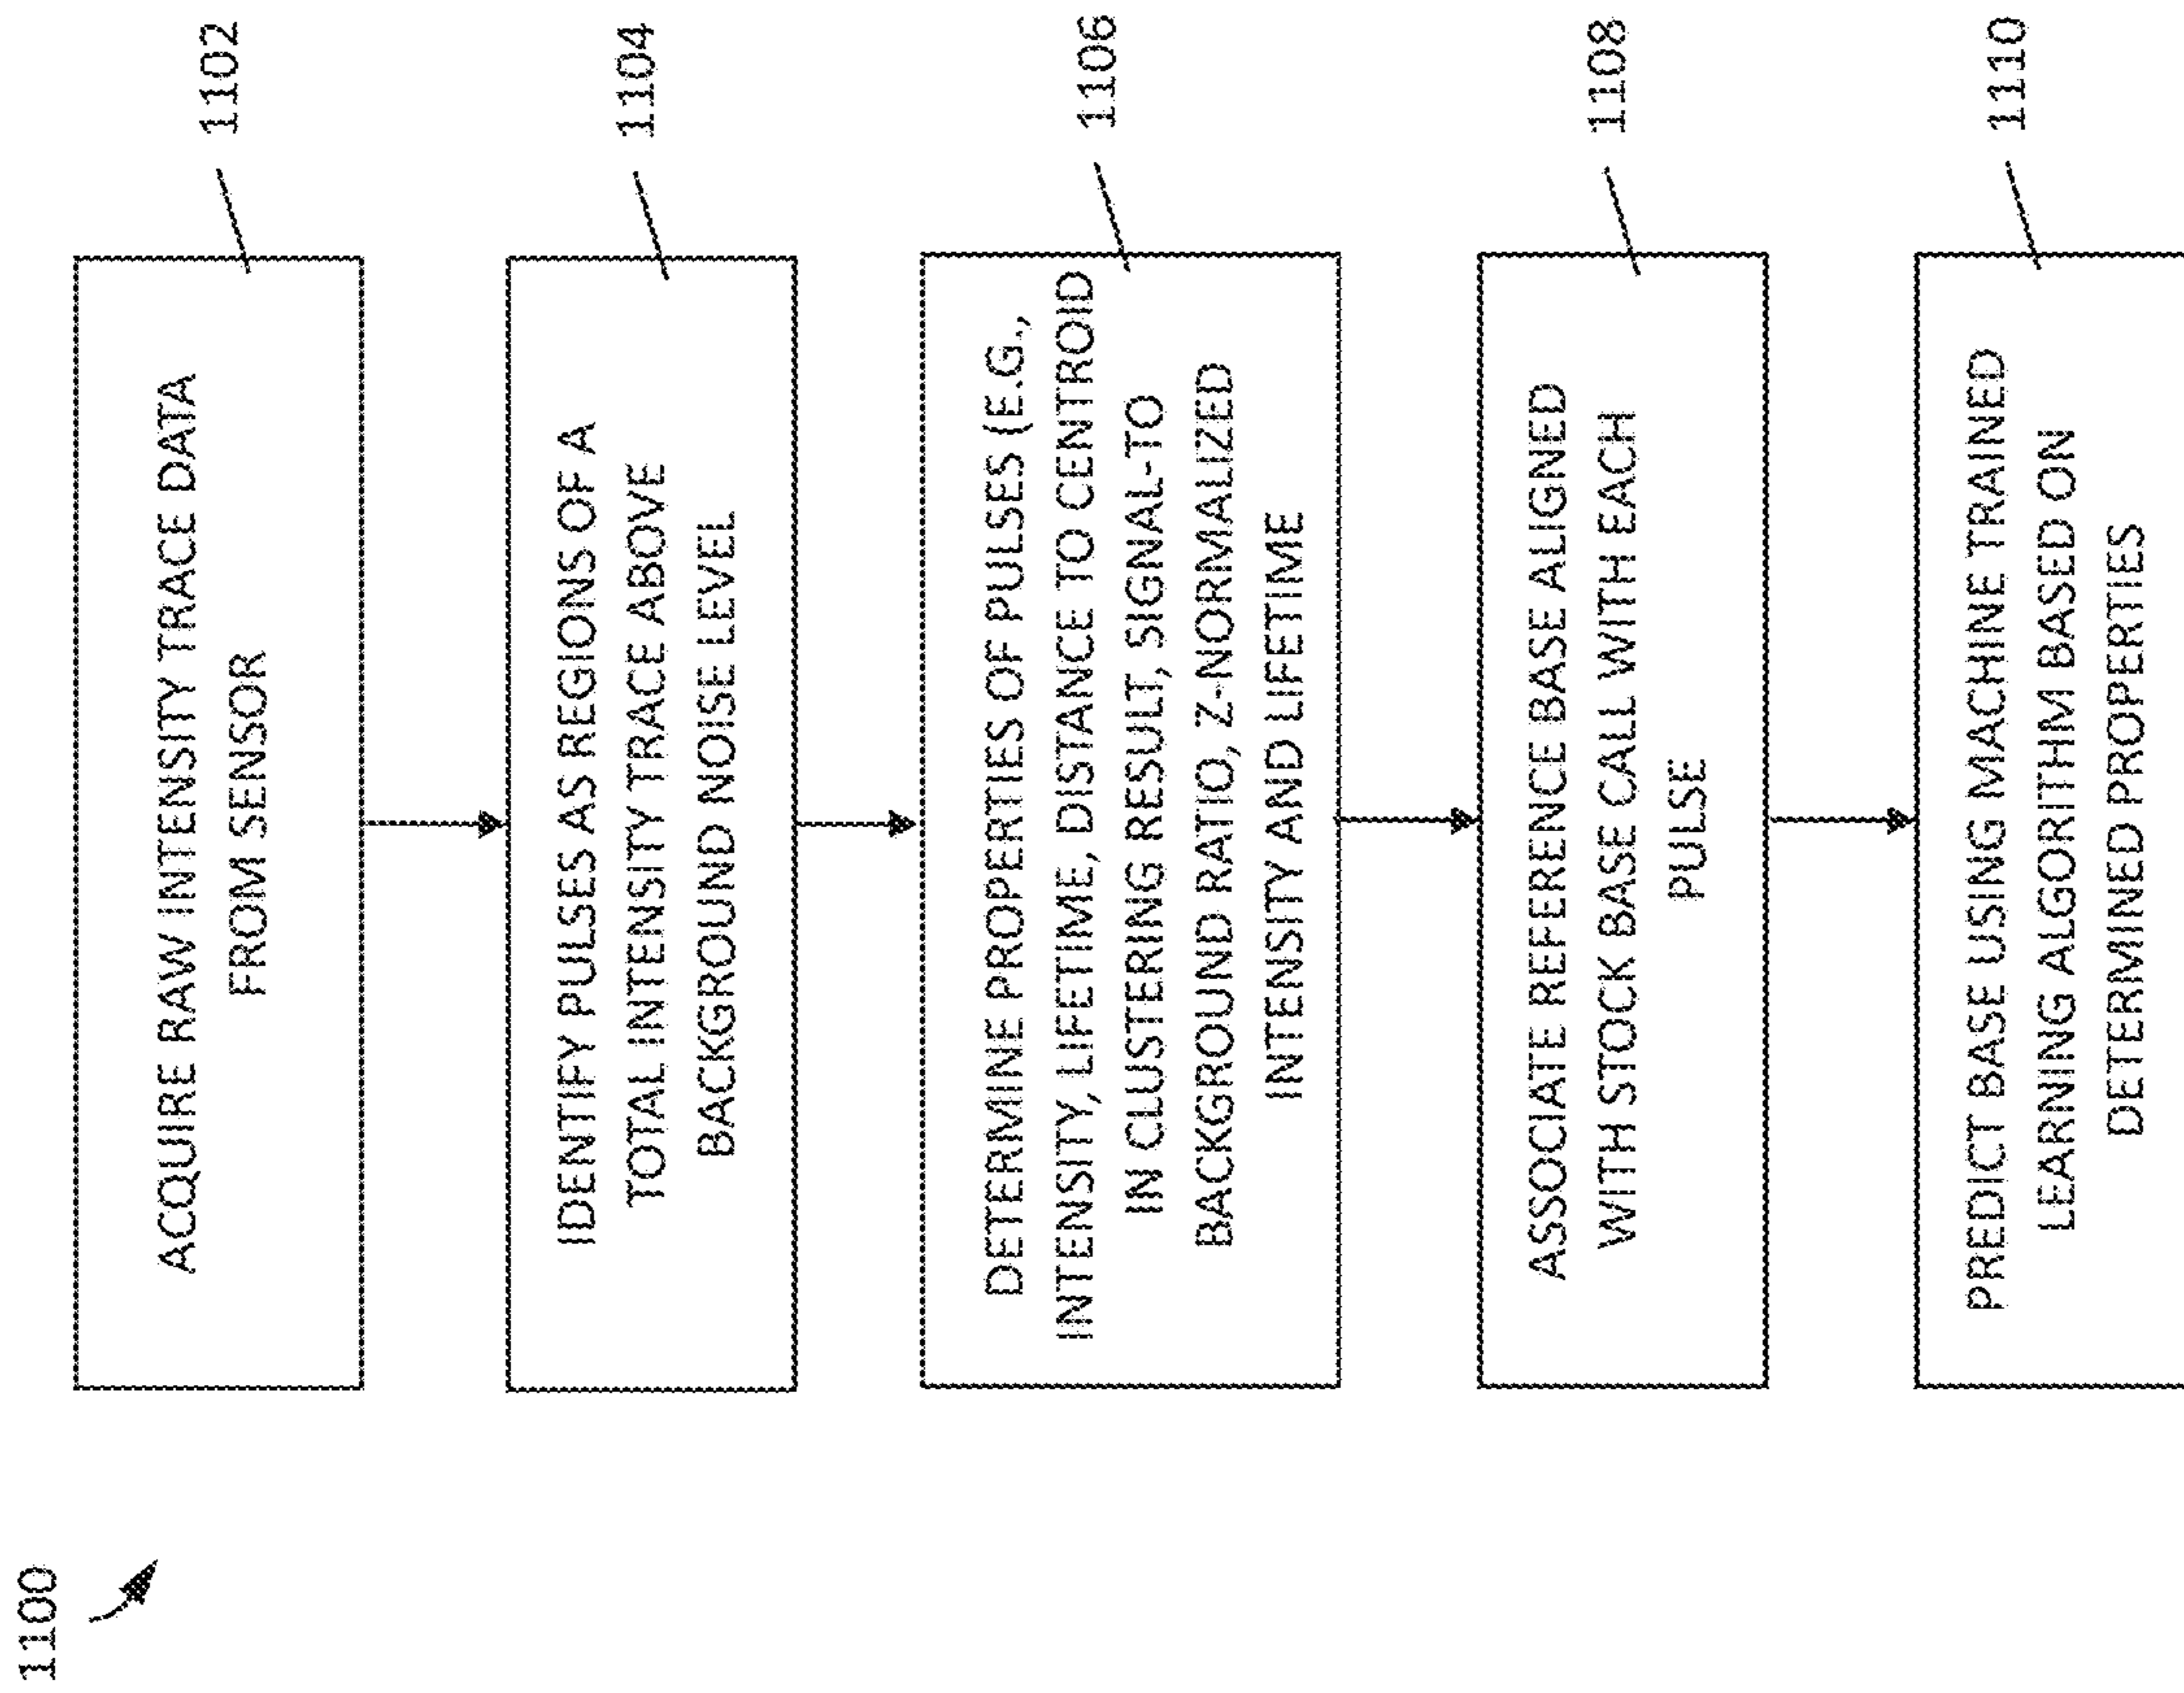 1100
ACQUIRE RAW INTENSITY TRACE DATA
FROM SENSOR
1102
IDENTIFY PULSES AS REGIONS OF A
TOTAL INTENSITY TRACE ABOVE
BACKGROUND NOISE LEVEL
1104
DETERMINE PROPERTIES OF PULSES (E.G.,
INTENSITY, LIFETIME, DISTANCE TO CENTROID
IN CLUSTERING RESULT, SIGNAL-TO
BACKGROUND RATIO, Z-NORMALIZED
INTENSITY AND LIFETIME
1106
ASSOCIATE REFERENCE BASE ALIGNED
WITH STOCK BASE CALL WITH EACH
PULSE
1108
PREDICT BASE USING MACHINE TRAINED
LEARNING ALGORITHM BASED ON
DETERMINED PROPERTIES
1110